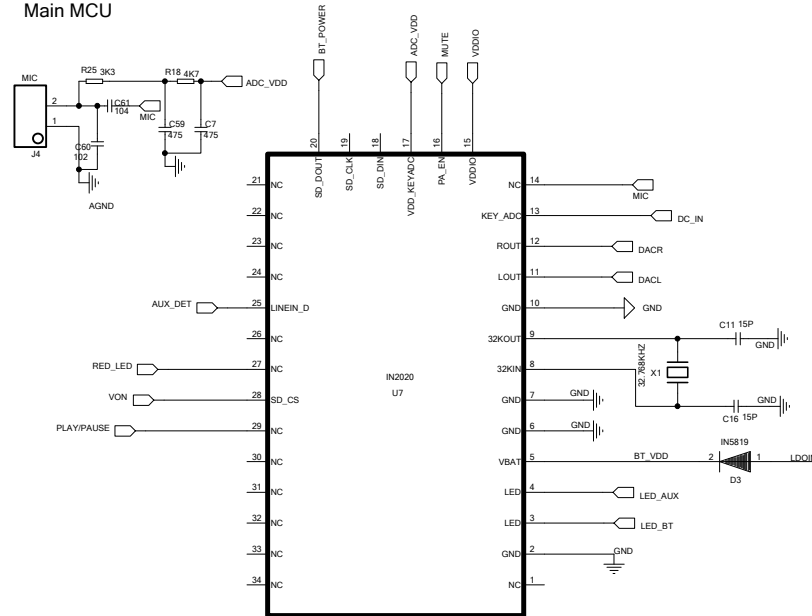 Main MCU
BT_POWER
ADC_VDD
MUTE
VDDIO
MIC
R25 3K3
R18 4K7
ADC_VDD
2
C61
104
MIC
1
C59
475
C7
475
C60
102
J4
AGND
20
19
18
17
16
15
SD_DOUT
SD_CLK
SD_DIN
VDD_KEYADC
PA_EN
VDDIO
21 NC
22 NC
23 NC
24 NC
AUX_DET 25 LINEIN_D
26 NC
RED_LED 27 NC
VON 28 SD_CS
PLAY/PAUSE 29 NC
30 NC
31 NC
32 NC
33 NC
34 NC
IN2020
U7
NC 14 MIC
KEY_ADC 13 DC_IN
ROUT 12 DACR
LOUT 11 DACL
GND 10 GND
32KOUT 9
C11 15P
GND
32.768KHZ
X1
32KIN 8
GND 7 GND
GND
C16 15P
GND 6 GND
IN5819
VBAT 5 BT_VDD 2 1 LDOIN
D3
LED 4 LED_AUX
LED 3 LED_BT
GND 2 GND
NC 1